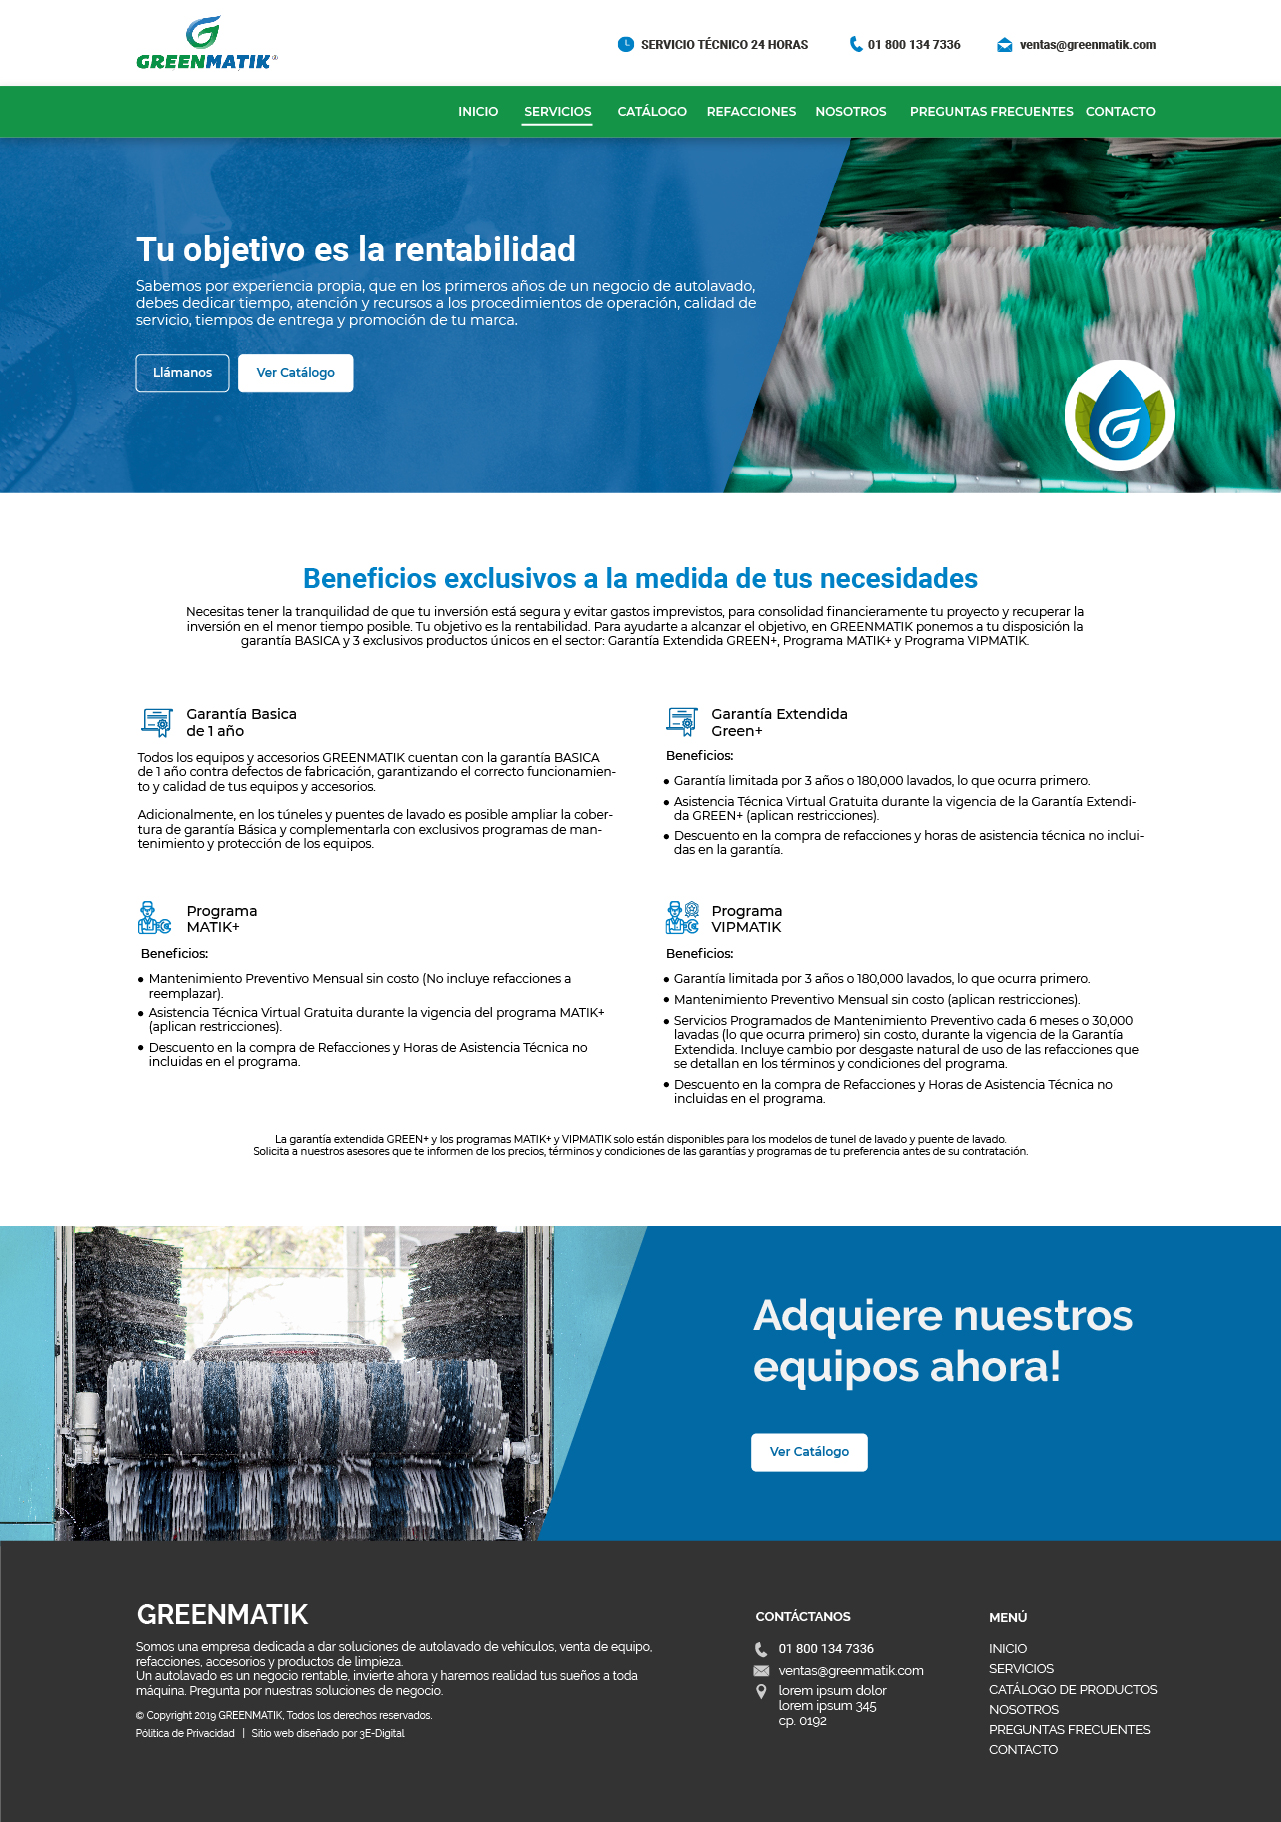 GREENMATIK®
SERVICIO TÉCNICO 24 HORAS
01 800 134 7336
ventas@greenmatik.com
INICIO SERVICIOS CATÁLOGO REFACCIONES NOSOTROS PREGUNTAS FRECUENTES CONTACTO
Tu objetivo es la rentabilidad
Sabemos por experiencia propia, que en los primeros años de un negocio de autolavado,
debes dedicar tiempo, atención y recursos a los procedimientos de operación, calidad de
servicio, tiempos de entrega y promoción de tu marca.
Llámanos
Ver Catálogo
Beneficios exclusivos a la medida de tus necesidades
Necesitas tener la tranquilidad de que tu inversión está segura y evitar gastos imprevistos, para consolidad financieramente tu proyecto y recuperar la
inversión en el menor tiempo posible. Tu objetivo es la rentabilidad. Para ayudarte a alcanzar el objetivo, en GREENMATIK ponemos a tu disposición la
garantía BASICA y 3 exclusivos productos únicos en el sector: Garantía Extendida GREEN+, Programa MATIK+ y Programa VIPMATIK.
Garantía Basica
de 1 año
Todos los equipos y accesorios GREENMATIK cuentan con la garantía BASICA
de 1 año contra defectos de fabricación, garantizando el correcto funcionamien-
to y calidad de tus equipos y accesorios.
Adicionalmente, en los túneles y puentes de lavado es posible ampliar la cober-
tura de garantía Básica y complementarla con exclusivos programas de man-
tenimiento y protección de los equipos.
Garantía Extendida
Green+
Beneficios:
• Garantía limitada por 3 años o 180,000 lavados, lo que ocurra primero.
• Asistencia Técnica Virtual Gratuita durante la vigencia de la Garantía Extendi-
da GREEN+ (aplican restricciones).
• Descuento en la compra de refacciones y horas de asistencia técnica no inclui-
das en la garantía.
Programa
MATIK+
Beneficios:
• Mantenimiento Preventivo Mensual sin costo (No incluye refacciones a
reemplazar).
• Asistencia Técnica Virtual Gratuita durante la vigencia del programa MATIK+
(aplican restricciones).
• Descuento en la compra de Refacciones y Horas de Asistencia Técnica no
incluidas en el programa.
Programa
VIPMATIK
Beneficios:
• Garantía limitada por 3 años o 180,000 lavados, lo que ocurra primero.
• Mantenimiento Preventivo Mensual sin costo (aplican restricciones).
• Servicios Programados de Mantenimiento Preventivo cada 6 meses o 30,000
lavadas (lo que ocurra primero) sin costo, durante la vigencia de la Garantía
Extendida. Incluye cambio por desgaste natural de uso de las refacciones que
se detallan en los términos y condiciones del programa.
• Descuento en la compra de Refacciones y Horas de Asistencia Técnica no
incluidas en el programa.
La garantía extendida GREEN+ y los programas MATIK+ y VIPMATIK solo están disponibles para los modelos de tunel de lavado y puente de lavado.
Solicita a nuestros asesores que te informen de los precios, términos y condiciones de las garantías y programas de tu preferencia antes de su contratación.
Adquiere nuestros
equipos ahora!
Ver Catálogo
GREENMATIK
Somos una empresa dedicada a dar soluciones de autolavado de vehículos, venta de equipo,
refacciones, accesorios y productos de limpieza.
Un autolavado es un negocio rentable, invierte ahora y haremos realidad tus sueños a toda
máquina. Pregunta por nuestras soluciones de negocio.
© Copyright 2019 GREENMATIK, Todos los derechos reservados.
Pólitica de Privacidad | Sitio web diseñado por 3E-Digital
CONTÁCTANOS
01 800 134 7336
ventas@greenmatik.com
lorem ipsum dolor
lorem ipsum 345
cp. 0192
MENÚ
INICIO
SERVICIOS
CATÁLOGO DE PRODUCTOS
NOSOTROS
PREGUNTAS FRECUENTES
CONTACTO